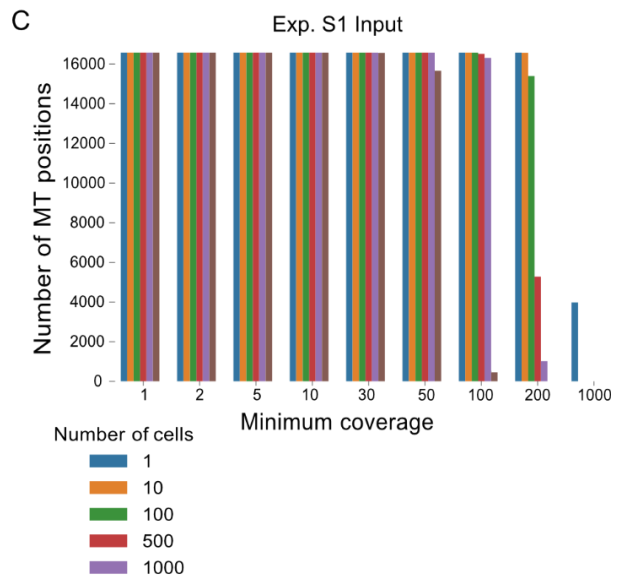 C
Exp. S1 Input
Number of MT positions
16000
14000
12000
10000
8000
6000
4000
2000
0
1 2 5 10 30 50 100 200 1000
Minimum coverage
Number of cells
1
10
100
500
1000